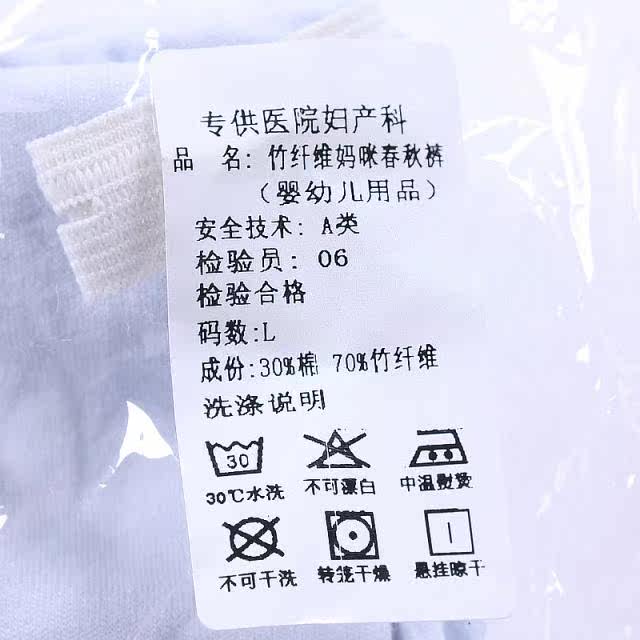 专供医院妇产科
品 名: 竹纤维妈咪春秋裤
（婴幼儿用品）
安全技术: A类
检验员: 06
检验合格
码数:L
成份:30%棉 70%竹纤维
洗涤说明
30
30℃水洗 不可漂白 中温熨烫
不可干洗 转笼干燥 悬挂晾干